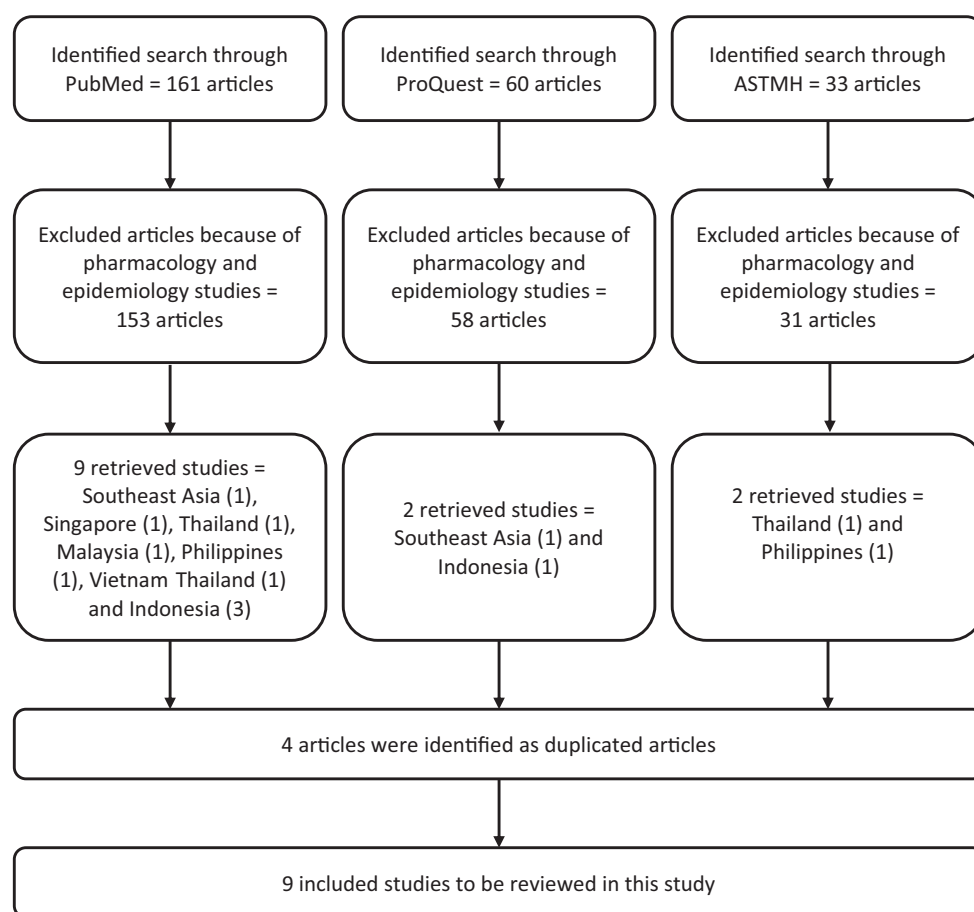 Identified search through
PubMed = 161 articles
Identified search through
ProQuest = 60 articles
Identified search through
ASTMH = 33 articles
Excluded articles because of
pharmacology and
epidemiology studies =
153 articles
Excluded articles because of
pharmacology and
epidemiology studies =
58 articles
Excluded articles because of
pharmacology and
epidemiology studies =
31 articles
9 retrieved studies =
Southeast Asia (1),
Singapore (1), Thailand (1),
Malaysia (1), Philippines
(1), Vietnam Thailand (1)
and Indonesia (3)
2 retrieved studies =
Southeast Asia (1) and
Indonesia (1)
2 retrieved studies =
Thailand (1) and
Philippines (1)
4 articles were identified as duplicated articles
9 included studies to be reviewed in this study